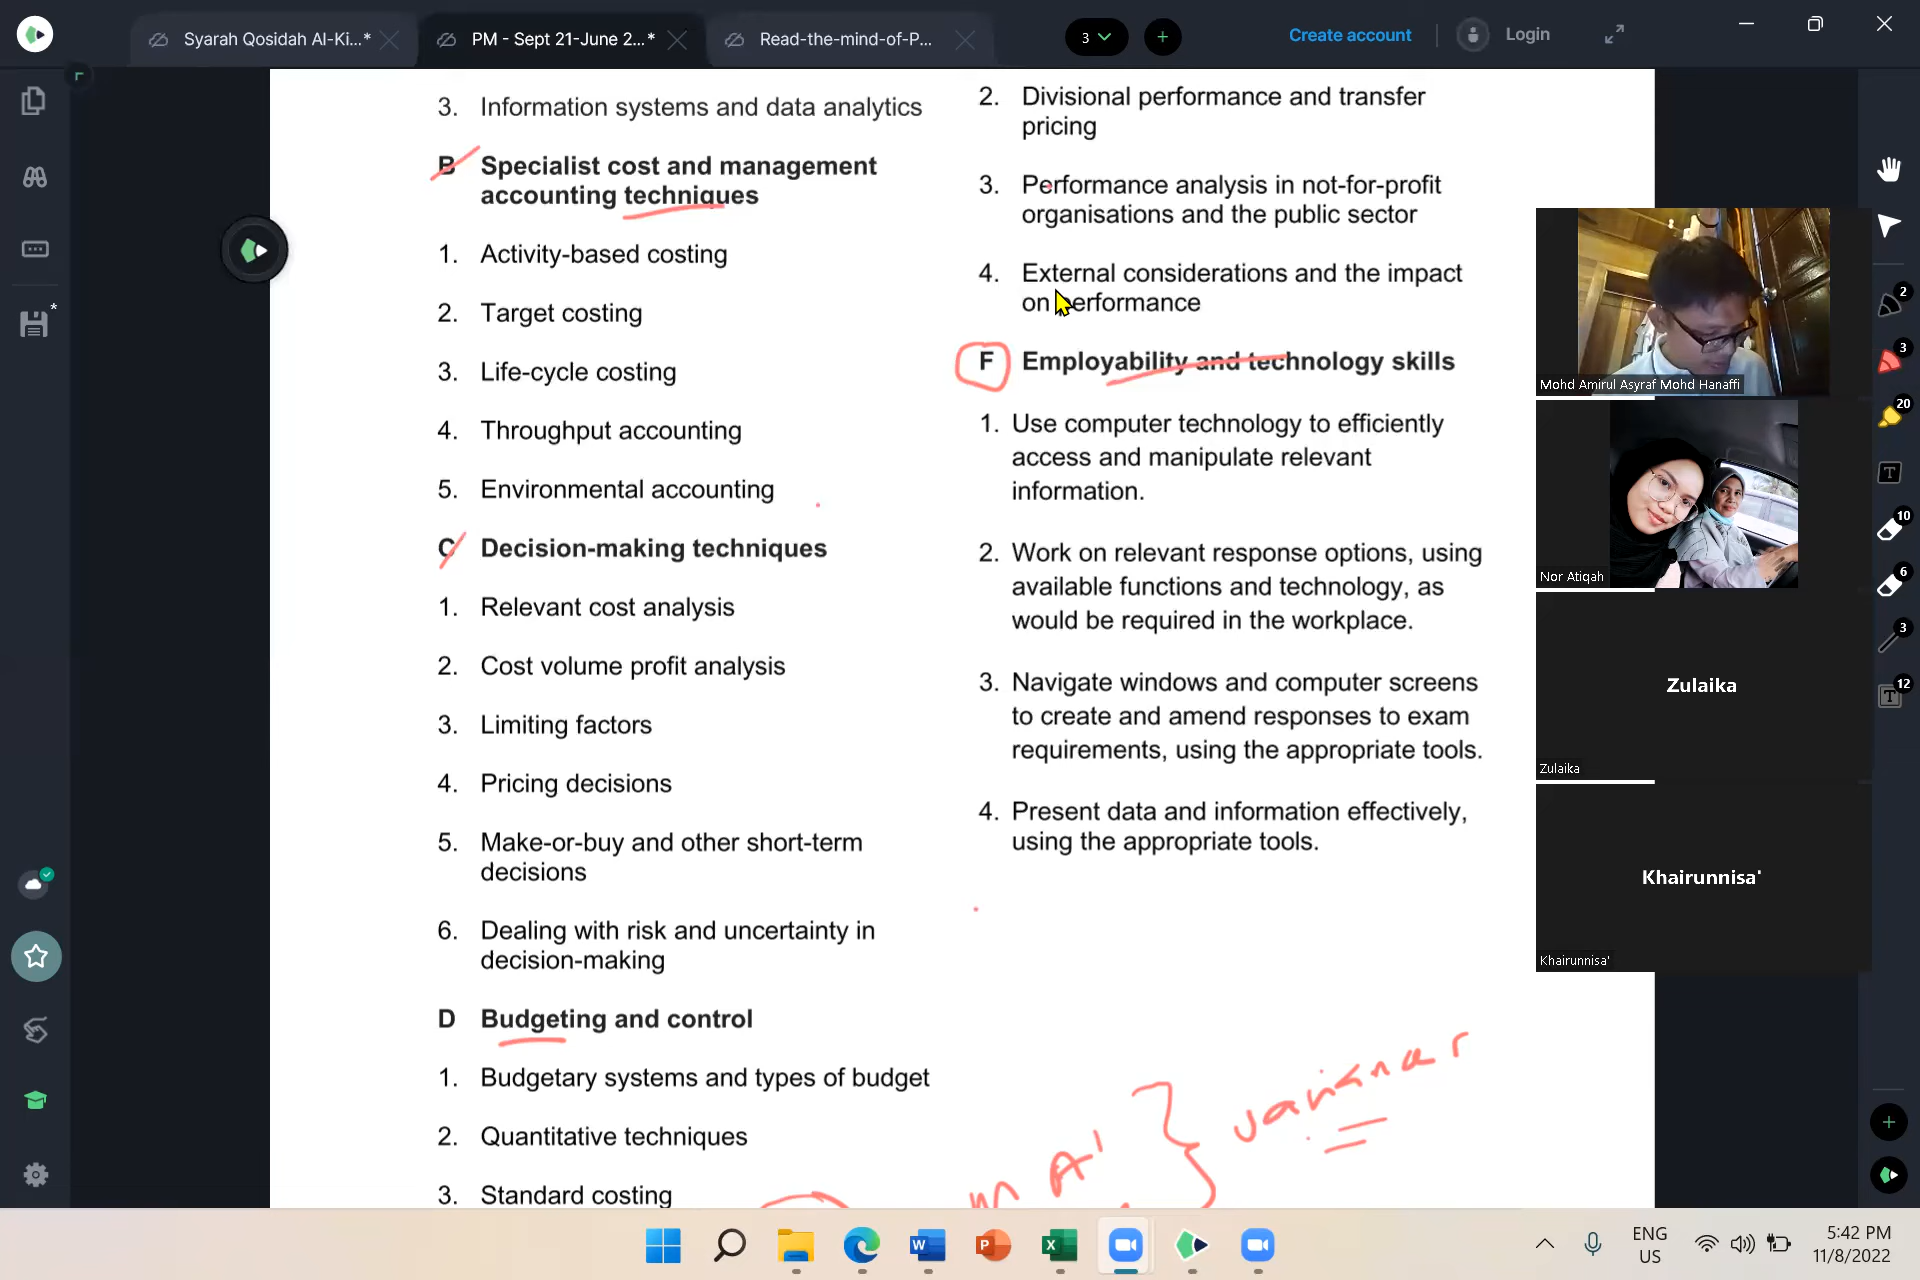 Syarah Qosidah Al-Ki...*
PM - Sept 21-June 2...*
Read-the-mind-of-P...
3
Create account
Login
3. Information systems and data analytics
B Specialist cost and management
accounting techniques
1. Activity-based costing
2. Target costing
3. Life-cycle costing
4. Throughput accounting
5. Environmental accounting
C Decision-making techniques
1. Relevant cost analysis
2. Cost volume profit analysis
3. Limiting factors
4. Pricing decisions
5. Make-or-buy and other short-term
decisions
6. Dealing with risk and uncertainty in
decision-making
D Budgeting and control
1. Budgetary systems and types of budget
2. Quantitative techniques
3. Standard costing
2. Divisional performance and transfer
pricing
3. Performance analysis in not-for-profit
organisations and the public sector
4. External considerations and the impact
on performance
F Employability and technology skills
1. Use computer technology to efficiently
access and manipulate relevant
information.
2. Work on relevant response options, using
available functions and technology, as
would be required in the workplace.
3. Navigate windows and computer screens
to create and amend responses to exam
requirements, using the appropriate tools.
4. Present data and information effectively,
using the appropriate tools.
Mohd Amirul Asyraf Mohd Hanaffi
Nor Atiqah
Zulaika
Zulaika
Khairunnisa'
Khairunnisa'
2
3
20
T
10
6
3
12
T
W
P
X
ENG
US
5:42 PM
11/8/2022